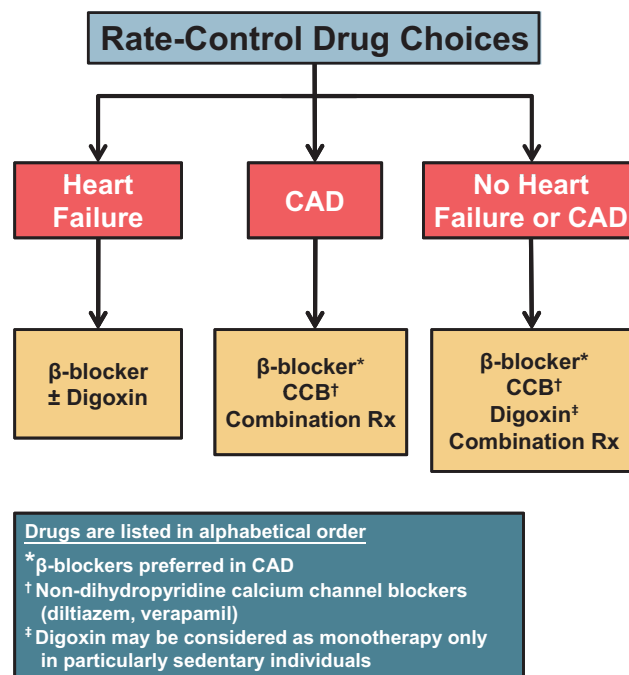 Rate-Control Drug Choices
Heart
Failure
CAD
No Heart
Failure or CAD
β-blocker
± Digoxin
β-blocker*
CCB†
Combination Rx
β-blocker*
CCB†
Digoxin‡
Combination Rx
Drugs are listed in alphabetical order
*β-blockers preferred in CAD
† Non-dihydropyridine calcium channel blockers
(diltiazem, verapamil)
‡ Digoxin may be considered as monotherapy only
in particularly sedentary individuals